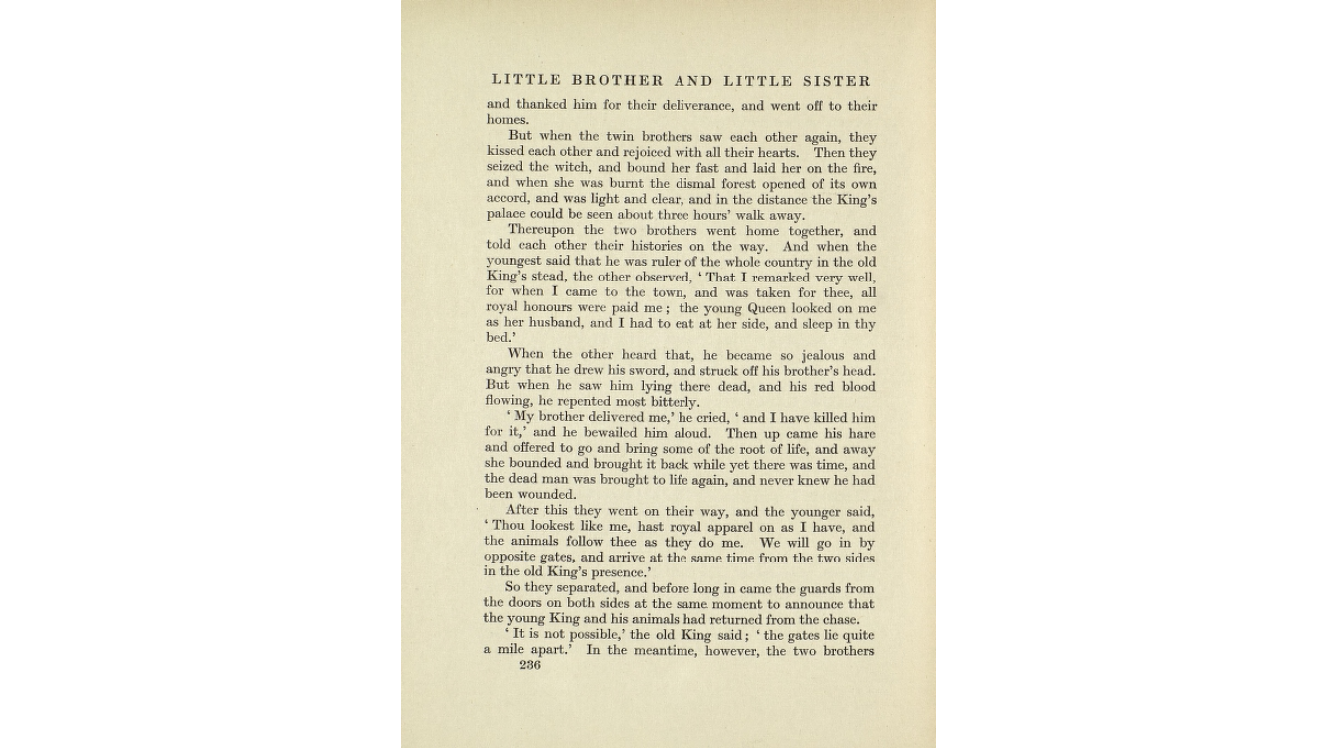 LITTLE BROTHER AND LITTLE SISTER
and thanked him for their deliverance, and went off to their
homes.
But when the twin brothers saw each other again, they
kissed each other and rejoiced with all their hearts. Then they
seized the witch, and bound her fast and laid her on the fire,
and when she was burnt the dismal forest opened of its own
accord, and was light and clear, and in the distance the King's
palace could be seen about three hours' walk away.
Thereupon the two brothers went home together, and
told each other their histories on the way. And when the
youngest said that he was ruler of the whole country in the old
King's stead, the other observed, ‘ That I remarked very well,
for when I came to the town, and was taken for thee, all
royal honours were paid me ; the young Queen looked on me
as her husband, and I had to eat at her side, and sleep in thy
bed.’
When the other heard that, he became so jealous and
angry that he drew his sword, and struck off his brother's head.
But when he saw him lying there dead, and his red blood
flowing, he repented most bitterly.
‘ My brother delivered me,’ he cried, ‘ and I have killed him
for it,’ and he bewailed him aloud. Then up came his hare
and offered to go and bring some of the root of life, and away
she bounded and brought it back while yet there was time, and
the dead man was brought to life again, and never knew he had
been wounded.
After this they went on their way, and the younger said,
‘ Thou lookest like me, hast royal apparel on as I have, and
the animals follow thee as they do me. We will go in by
opposite gates, and arrive at the same time from the two sides
in the old King's presence.’
So they separated, and before long in came the guards from
the doors on both sides at the same moment to announce that
the young King and his animals had returned from the chase.
‘ It is not possible,’ the old King said ; ‘ the gates lie quite
a mile apart.’ In the meantime, however, the two brothers
236